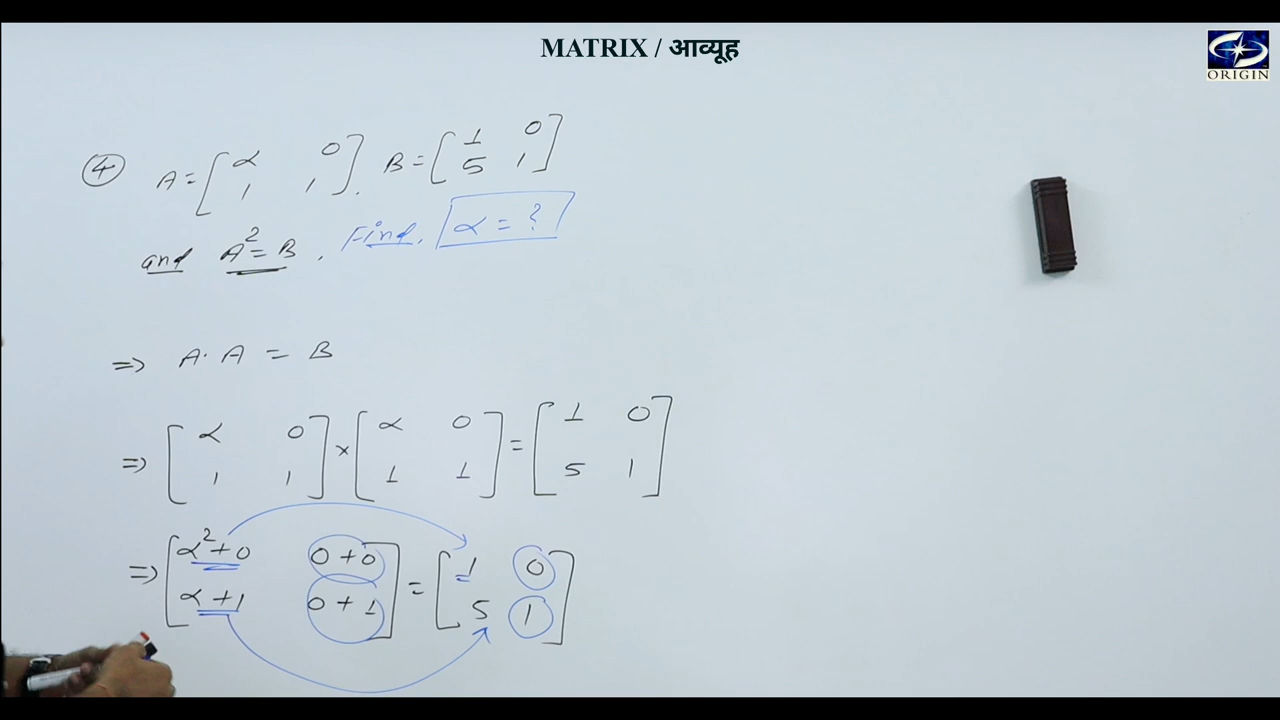 MATRIX / आव्यूह
ORIGIN
④ A = [α 0 1 1], B = [1 0 5 1]
and A² = B, Find, α = ?
⇒ A·A = B
⇒ [α 0 1 1] × [α 0 1 1] = [1 0 5 1]
⇒ [α²+0 0+0 α+1 0+1] = [1 0 5 1]